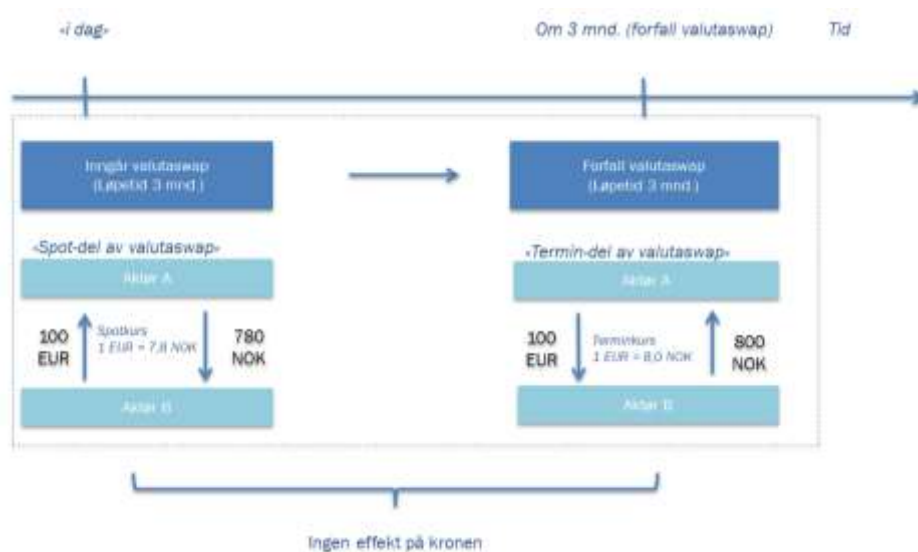 «i dag»
Om 3 mnd. (forfall valutaswap)
Tid
Inngår valutaswap
(Løpetid 3 mnd.)
Forfall valutaswap
(Løpetid 3 mnd.)
«Spot-del av valutaswap»
«Termin-del av valutaswap»
Aktør A
Aktør A
100
EUR
Spotkurs
1 EUR = 7,8 NOK
780
NOK
100
EUR
Terminkurs
1 EUR = 8,0 NOK
800
NOK
Aktør B
Aktør B
Ingen effekt på kronen